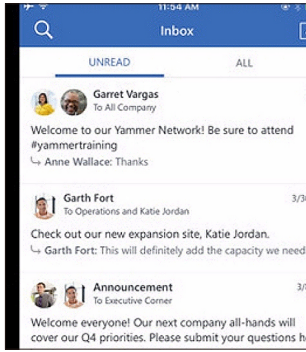 11:54 AM
Inbox
UNREAD
ALL
Garret Vargas
To All Company
Welcome to our Yammer Network! Be sure to attend
#yammertraining
Anne Wallace: Thanks
Garth Fort
3/3
To Operations and Katie Jordan
Check out our new expansion site, Katie Jordan.
Garth Fort: This will definitely add the capacity we need
Announcement
3/
To Executive Corner
Welcome everyone! Our next company all-hands will
cover our Q4 priorities. Please submit your questions h